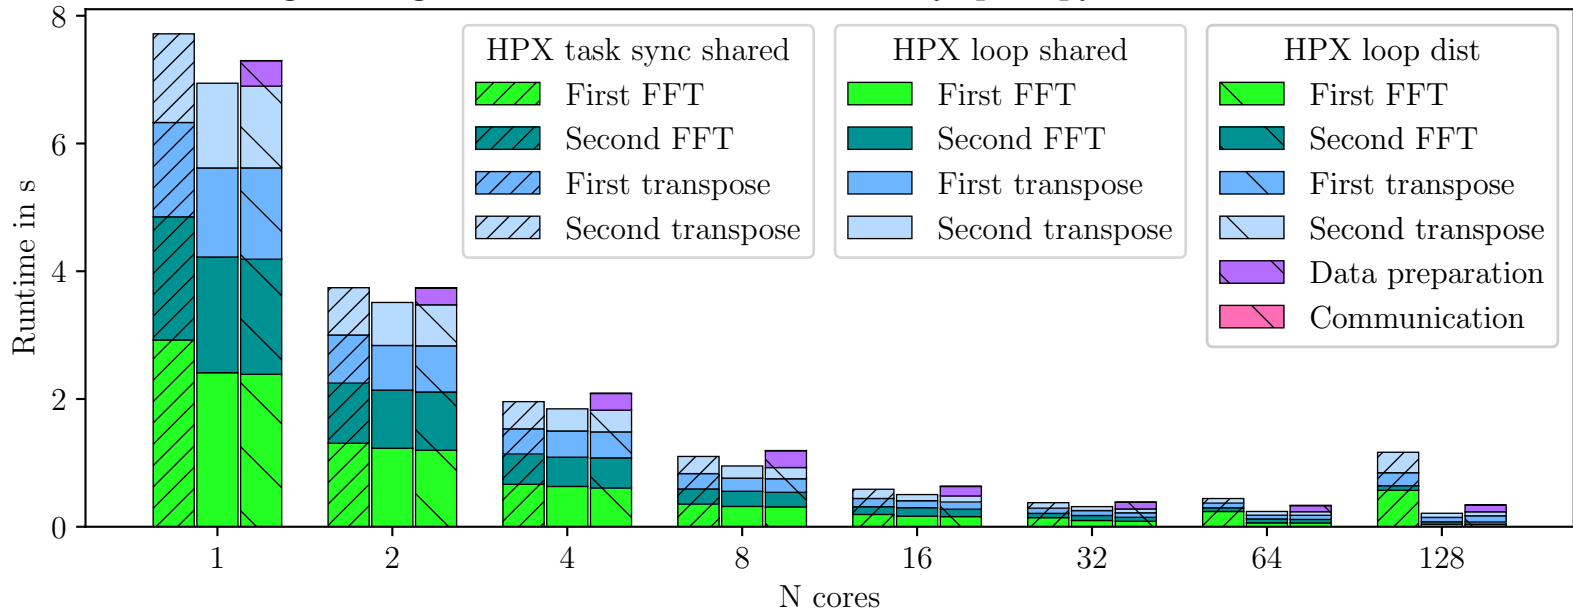 8
6
4
2
0
Runtime in s
HPX task sync shared
First FFT
Second FFT
First transpose
Second transpose
HPX loop shared
First FFT
Second FFT
First transpose
Second transpose
HPX loop dist
First FFT
Second FFT
First transpose
Second transpose
Data preparation
Communication
1 2 4 8 16 32 64 128
N cores